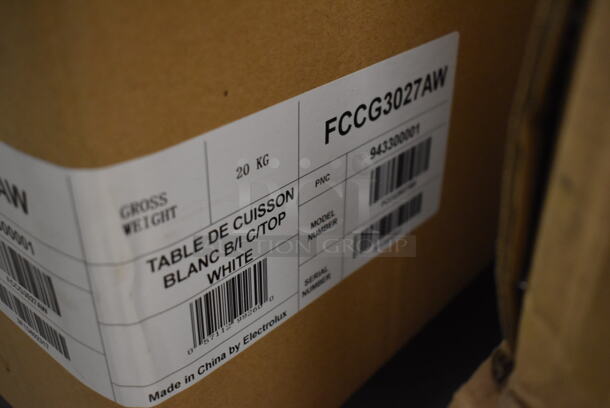 FCCG3027AW
GROSS
WEIGHT
20 KG
PNC
943300001
TABLE DE CUISSON
BLANC B/I C/TOP
WHITE
MODEL
NUMBER
SERIAL
NUMBER
Made in China by Electrolux
AW
GROUP